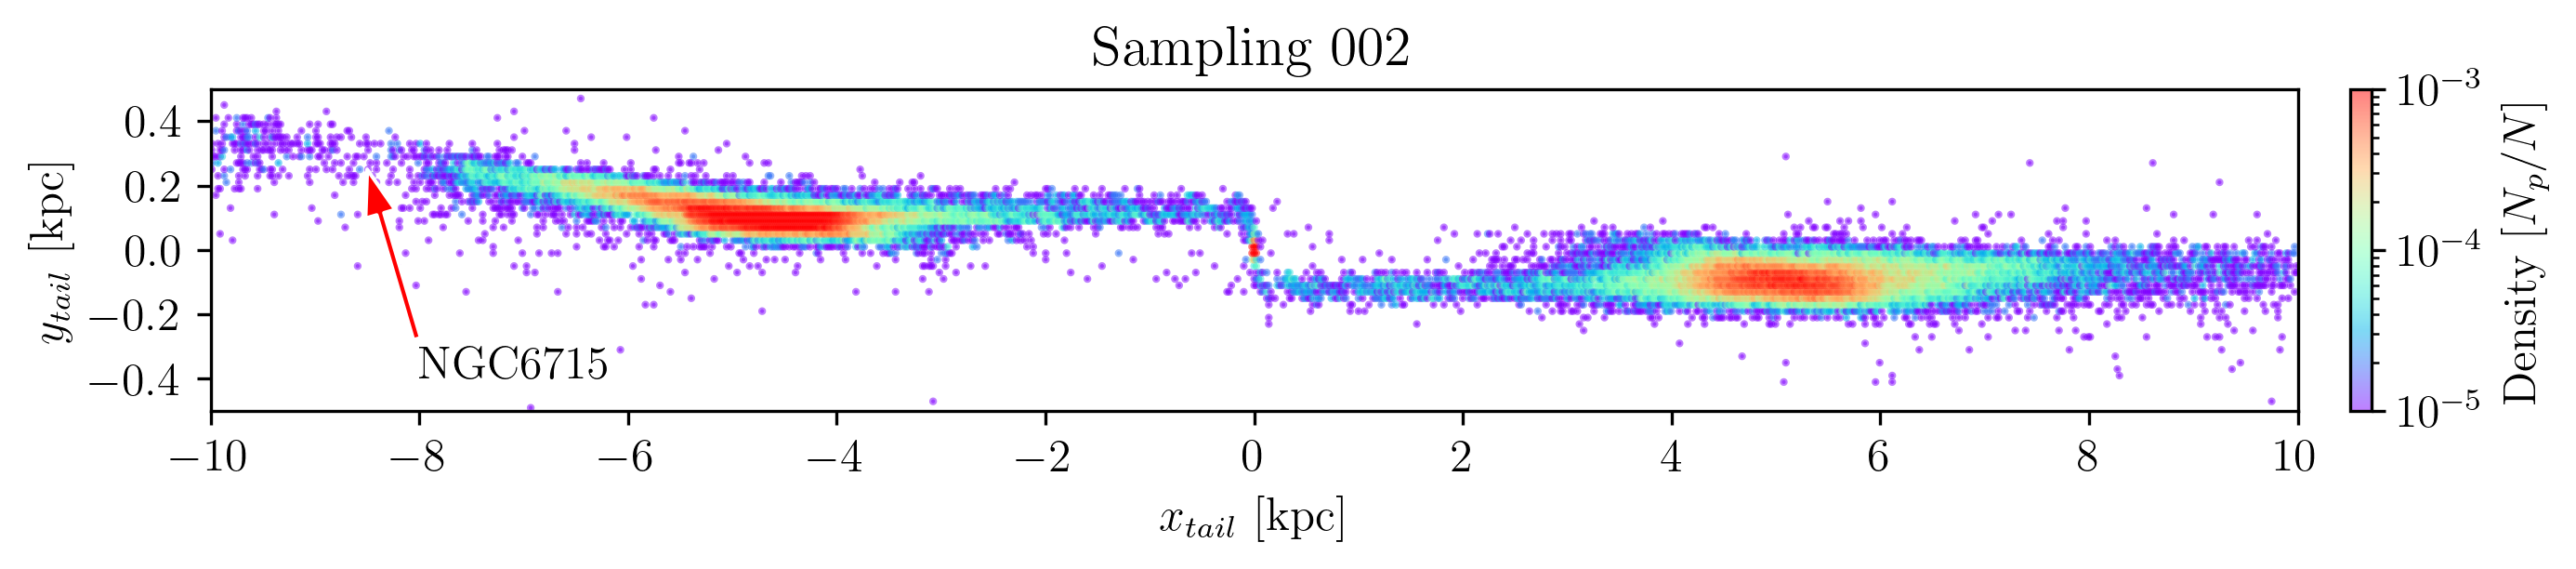 Sampling 002
0.4
0.2
0.0
−0.2
−0.4
y_tail [kpc]
NGC6715
−10 −8 −6 −4 −2 0 2 4 6 8 10
x_tail [kpc]
10⁻³
10⁻⁴
10⁻⁵
Density [N_p/N]